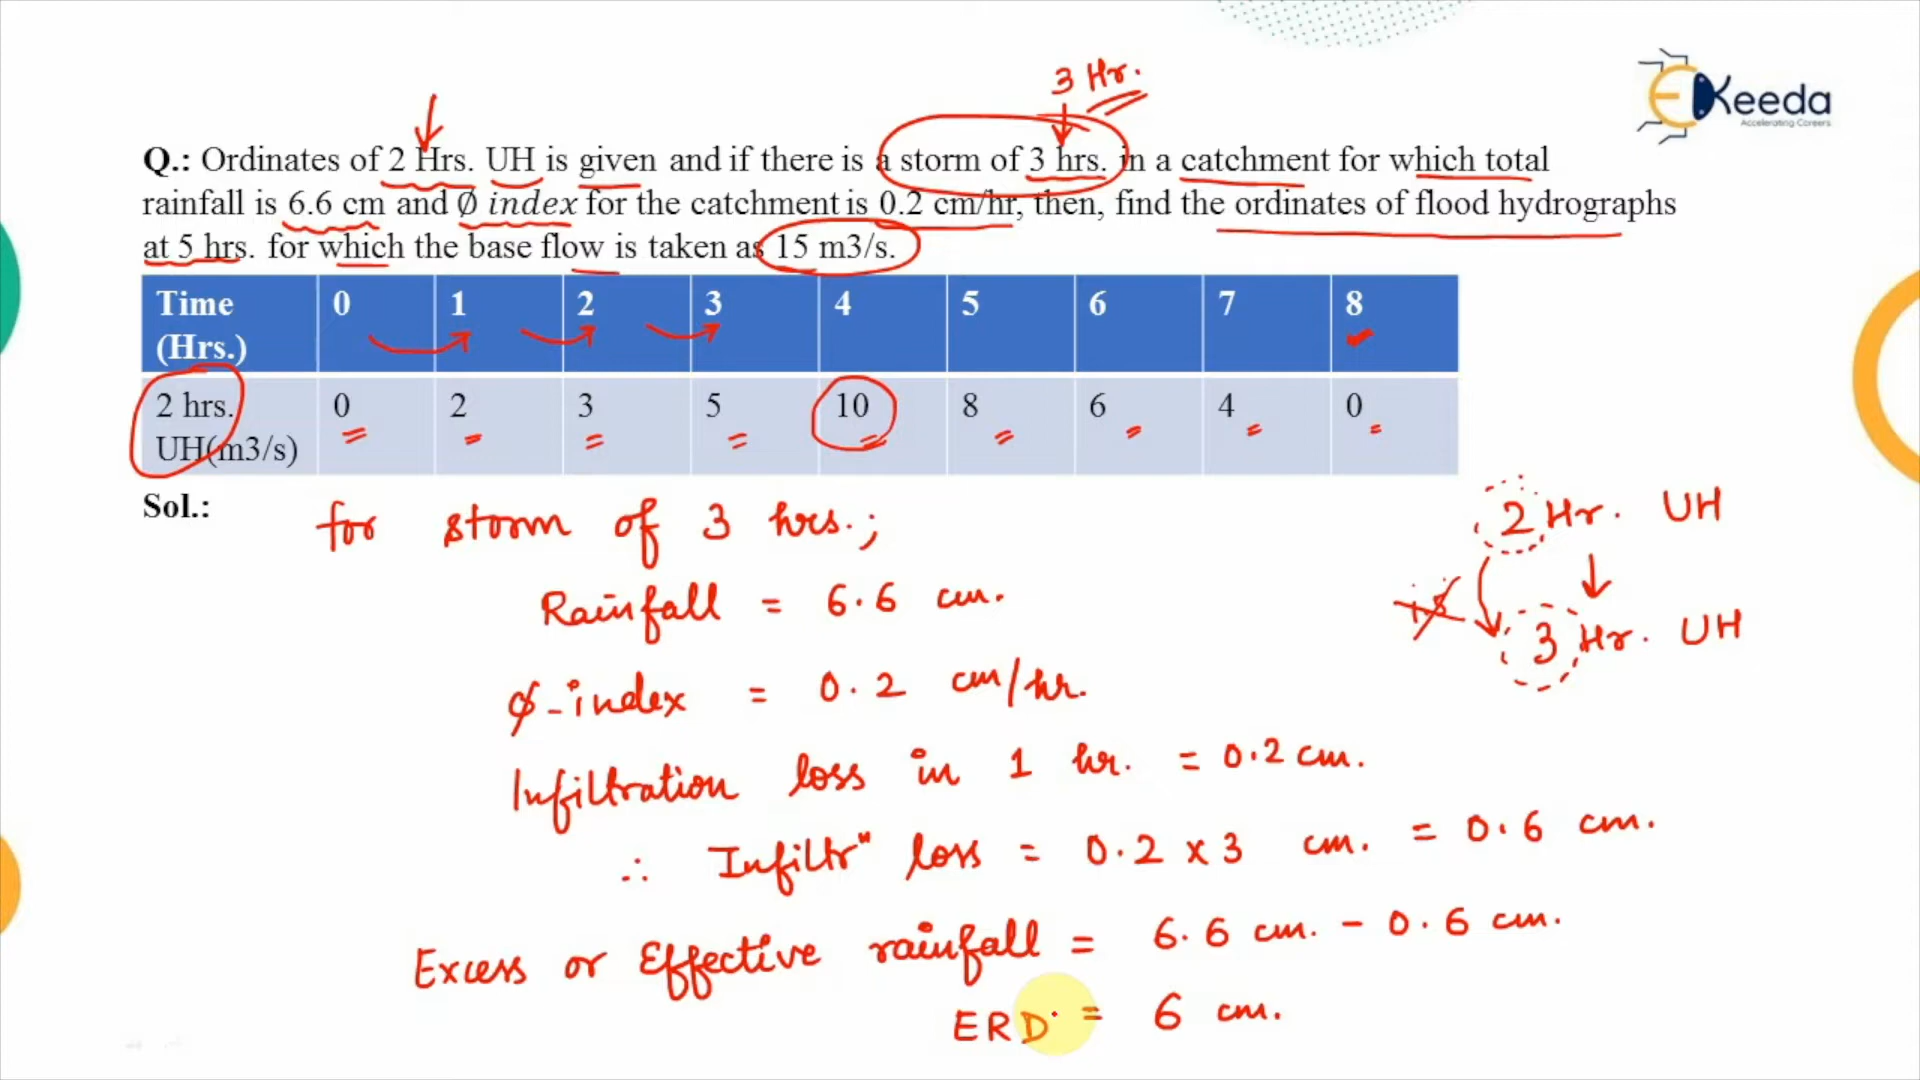 Keeda
Accelerating Careers
3 Hr.
Q.: Ordinates of 2 Hrs. UH is given and if there is a storm of 3 hrs. in a catchment for which total
rainfall is 6.6 cm and ∅ index for the catchment is 0.2 cm/hr, then, find the ordinates of flood hydrographs
at 5 hrs. for which the base flow is taken as 15 m3/s.
Time (Hrs.) 0 1 2 3 4 5 6 7 8
2 hrs. UH(m3/s) 0 2 3 5 10 8 6 4 0
Sol.: for storm of 3 hrs.;
2 Hr. UH
Rainfall = 6.6 cm.
3 Hr. UH
∅-index = 0.2 cm/hr.
Infiltration loss in 1 hr. = 0.2 cm.
∴ Infiltrⁿ loss = 0.2 x 3 cm. = 0.6 cm.
Excess or Effective rainfall = 6.6 cm. - 0.6 cm.
ERD = 6 cm.